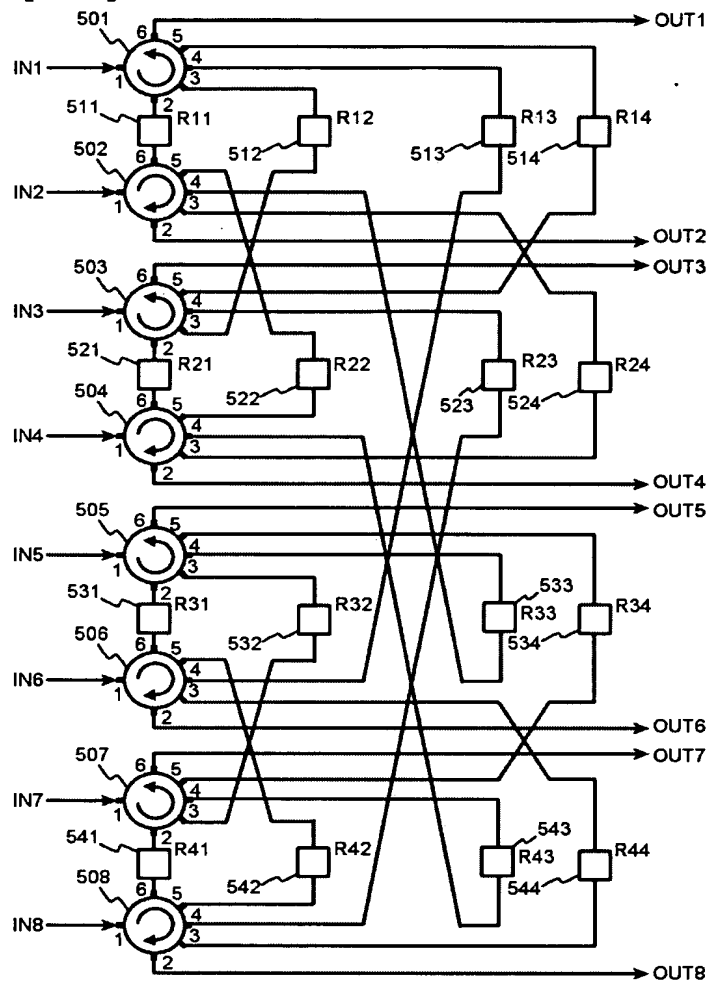 501 6 5 OUT1
IN1 1 4 3 2
511 R11 512 R12 513 R13 514 R14
502 6 5
IN2 1 4 3 2 OUT2
503 6 5 OUT3
IN3 1 4 3 2
521 R21 522 R22 523 R23 524 R24
504 6 5
IN4 1 4 3 2 OUT4
505 6 5 OUT5
IN5 1 4 3 2
531 R31 532 R32 533 R33 534 R34
506 6 5
IN6 1 4 3 2 OUT6
507 6 5 OUT7
IN7 1 4 3 2
541 R41 542 R42 543 R43 544 R44
508 6 5
IN8 1 4 3 2 OUT8